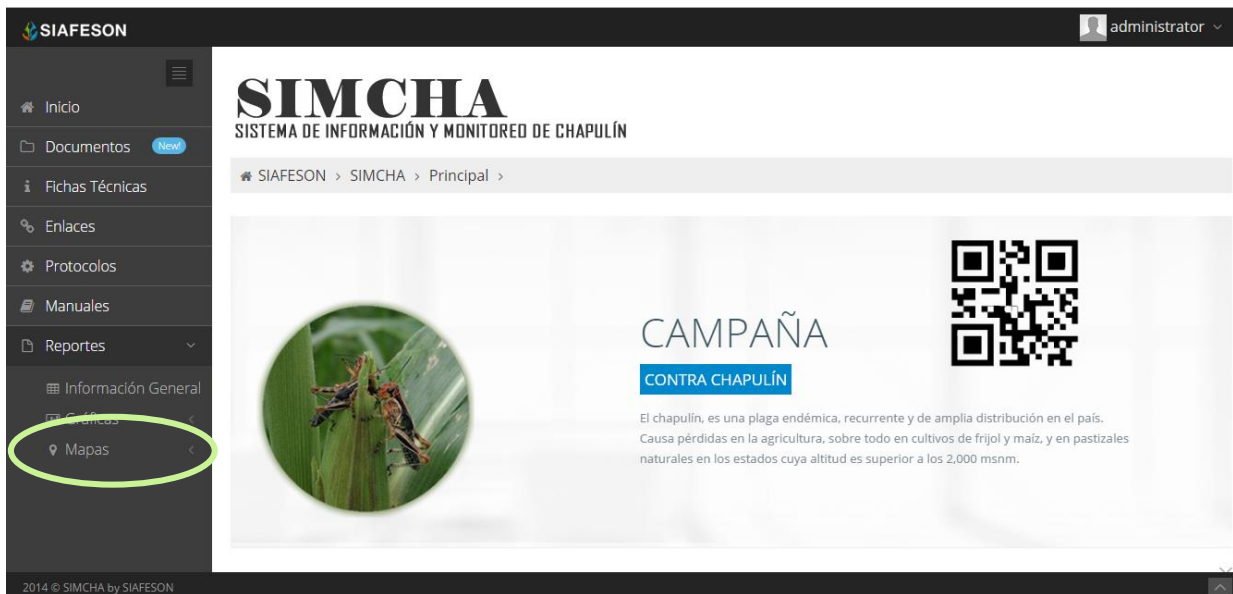 SIAFESON
administrator
Inicio
Documentos New!
Fichas Técnicas
Enlaces
Protocolos
Manuales
Reportes
Información General
Gráficas
Mapas
SIMCHA
SISTEMA DE INFORMACIÓN Y MONITOREO DE CHAPULÍN
SIAFESON > SIMCHA > Principal >
CAMPAÑA
CONTRA CHAPULÍN
El chapulín, es una plaga endémica, recurrente y de amplia distribución en el país.
Causa pérdidas en la agricultura, sobre todo en cultivos de frijol y maíz, y en pastizales
naturales en los estados cuya altitud es superior a los 2,000 msnm.
2014 © SIMCHA by SIAFESON